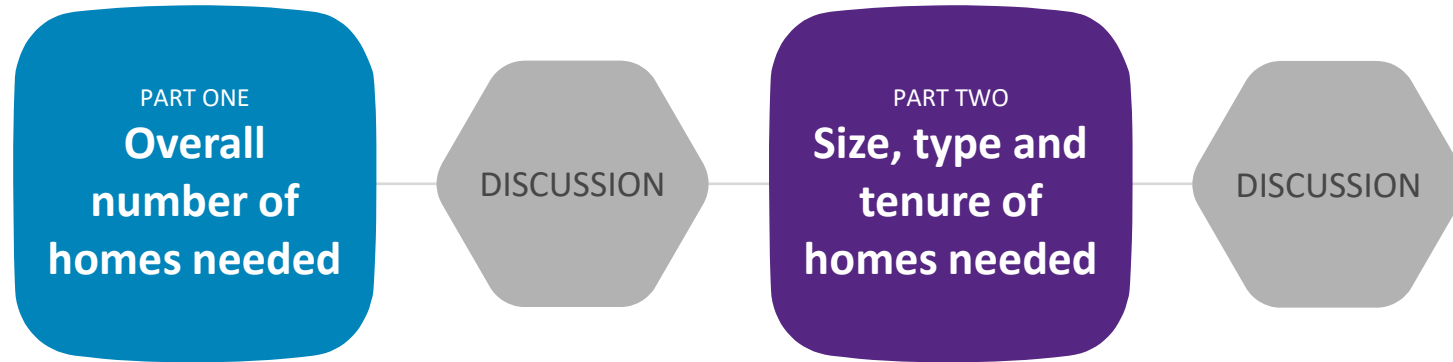 PART ONE
Overall
number of
homes needed
DISCUSSION
PART TWO
Size, type and
tenure of
homes needed
DISCUSSION